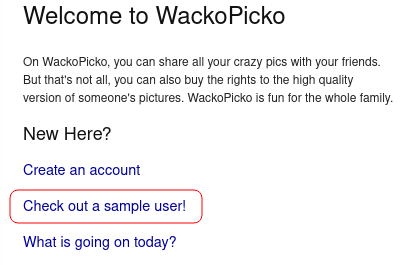 Welcome to WackoPicko
On WackoPicko, you can share all your crazy pics with your friends.
But that's not all, you can also buy the rights to the high quality
version of someone's pictures. WackoPicko is fun for the whole family.
New Here?
Create an account
Check out a sample user!
What is going on today?